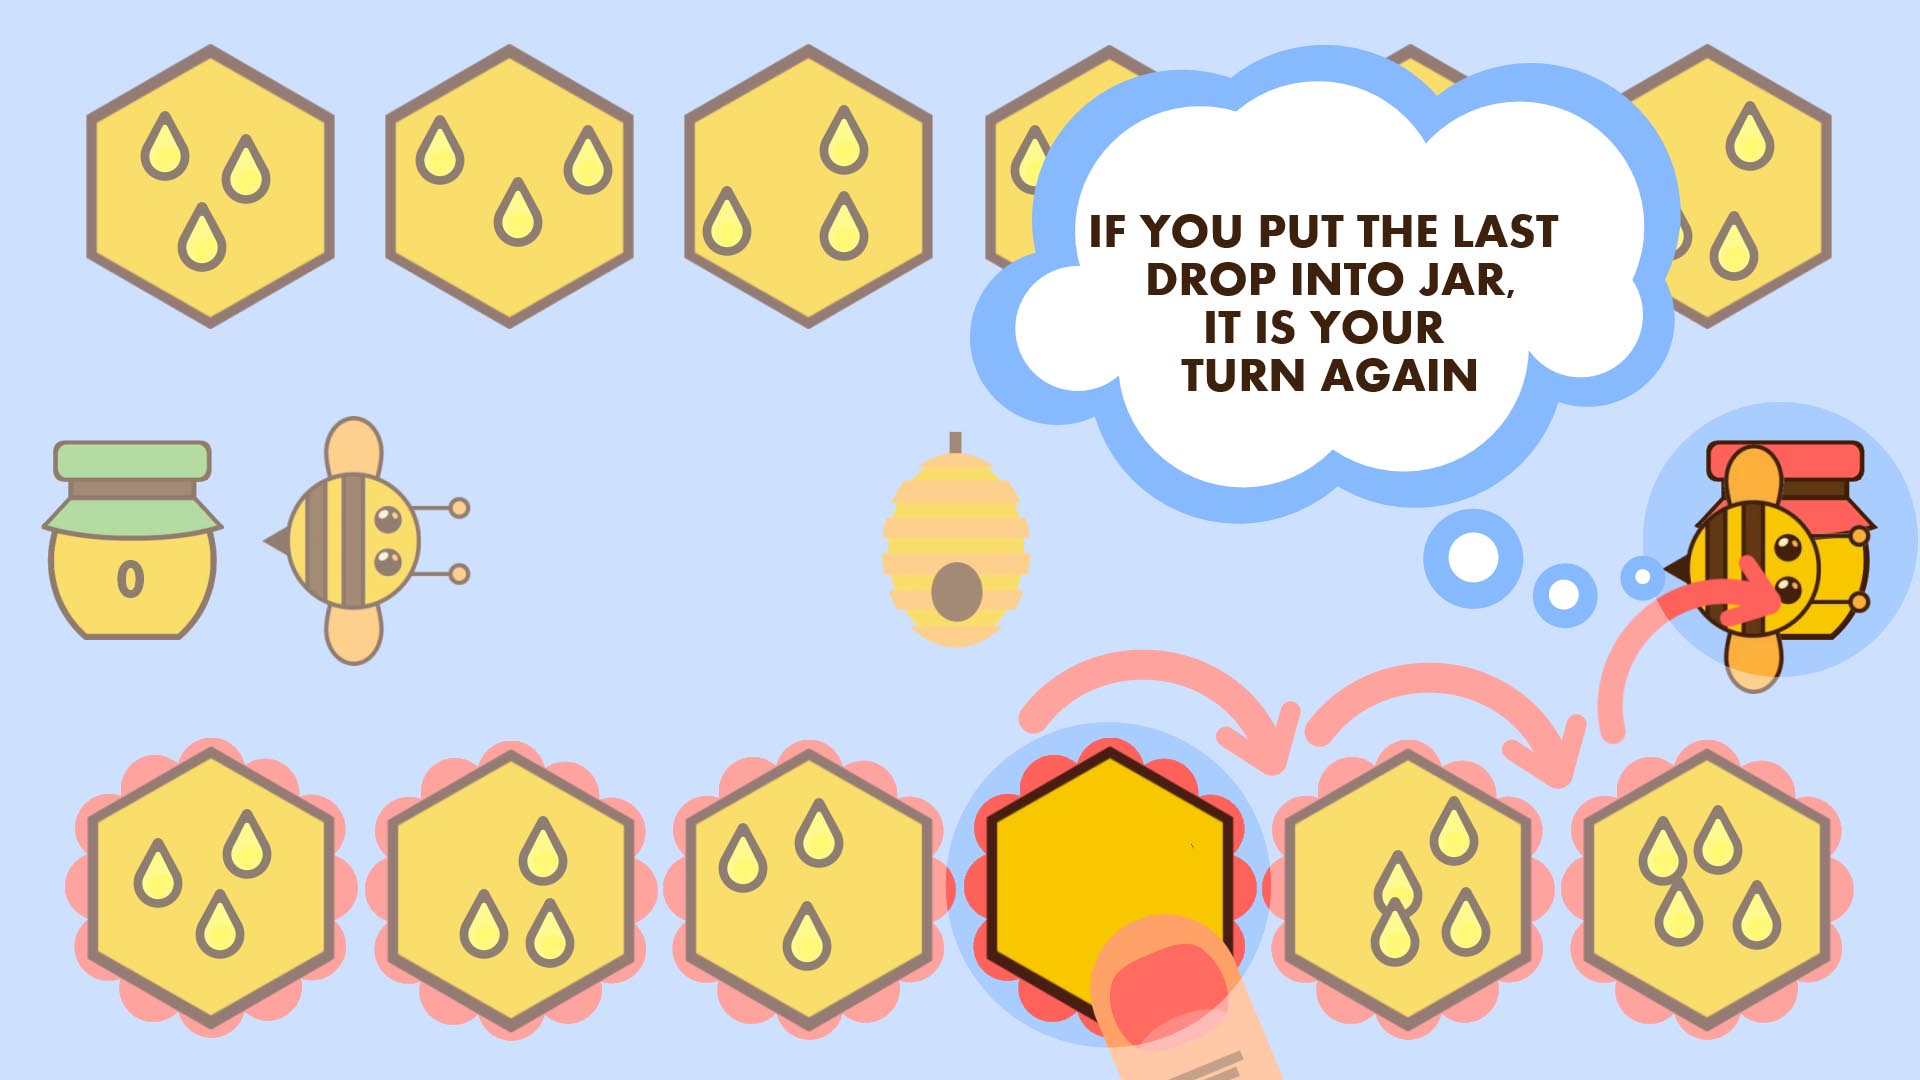 IF YOU PUT THE LAST
DROP INTO JAR,
IT IS YOUR
TURN AGAIN
0